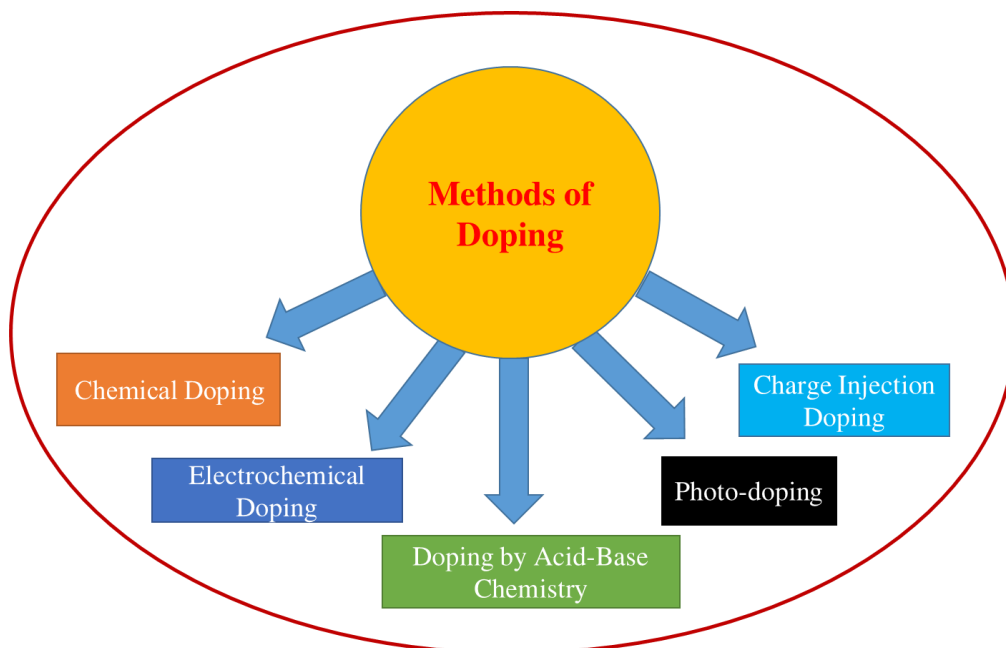 Methods of
Doping
Chemical Doping
Electrochemical
Doping
Doping by Acid-Base
Chemistry
Photo-doping
Charge Injection
Doping